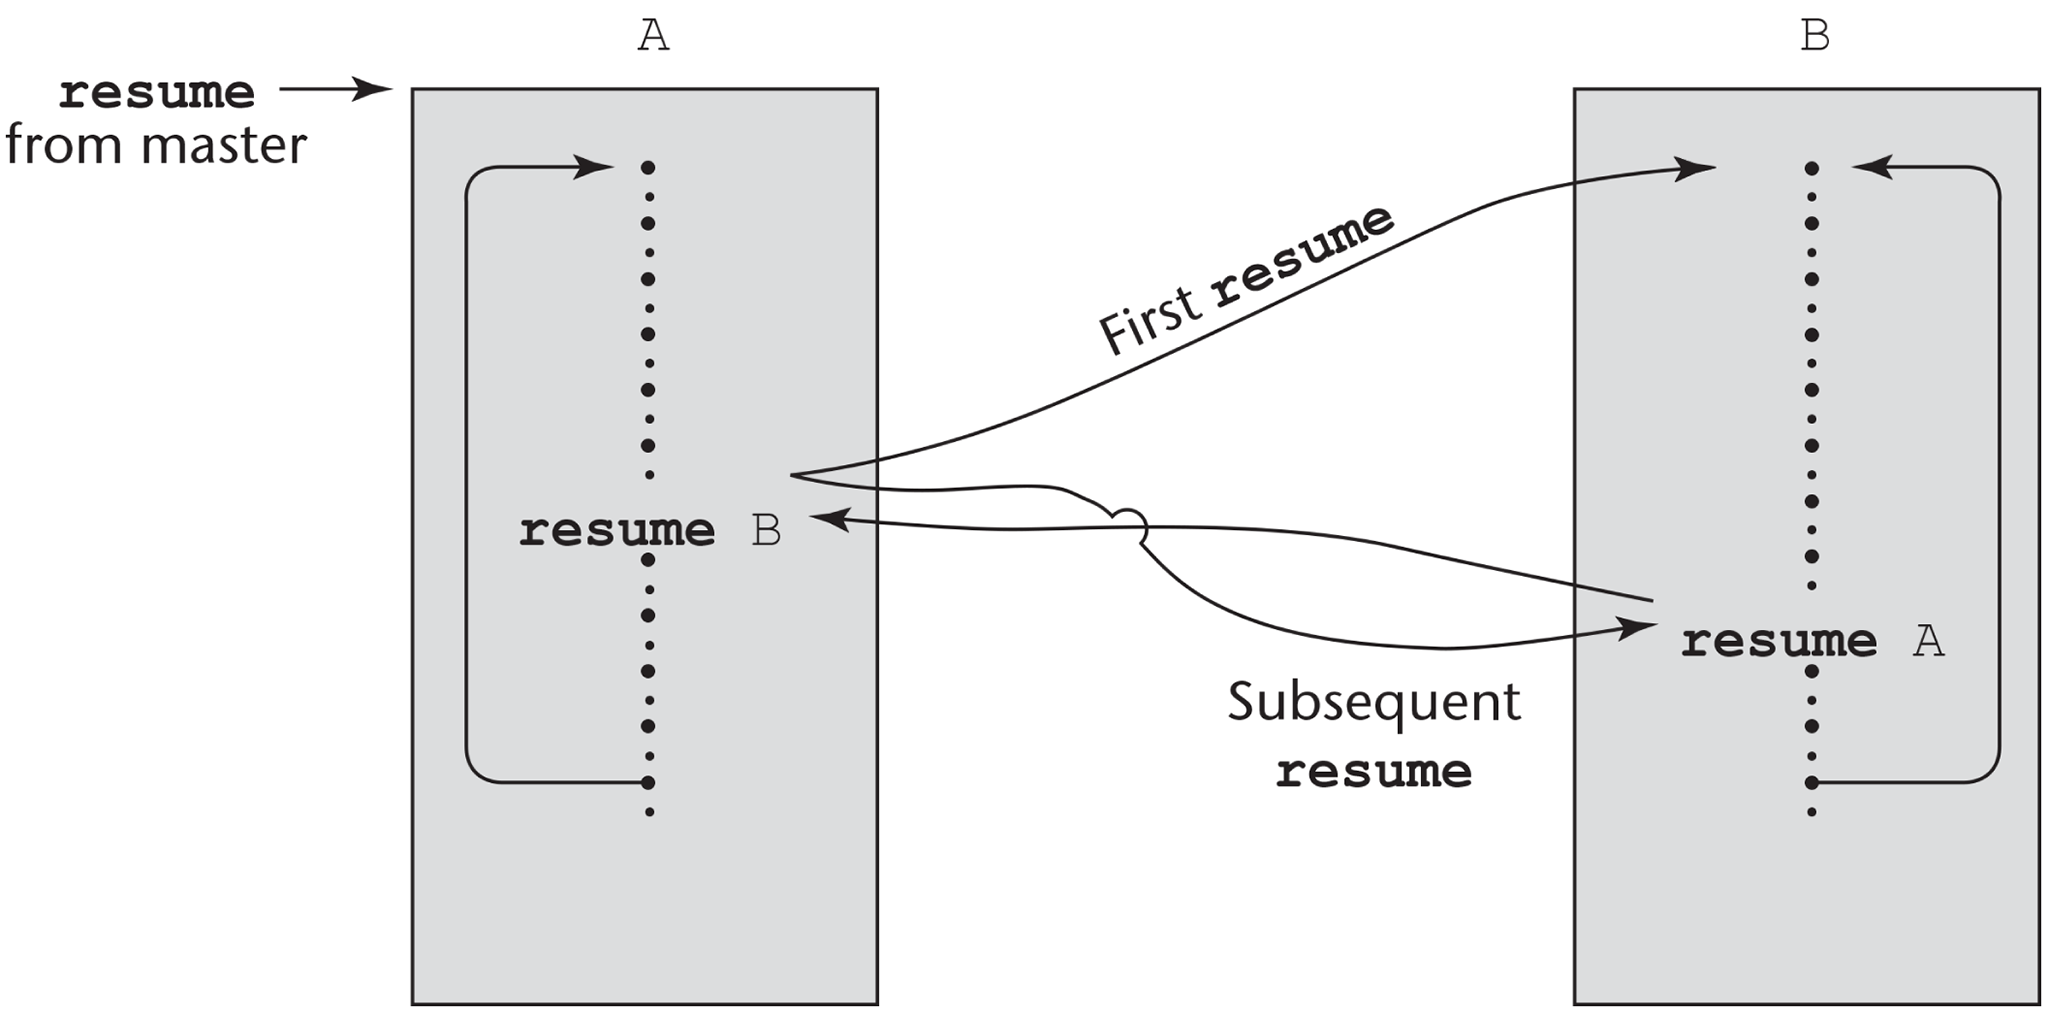 A
B
resume
from master
First resume
resume B
resume A
Subsequent
resume